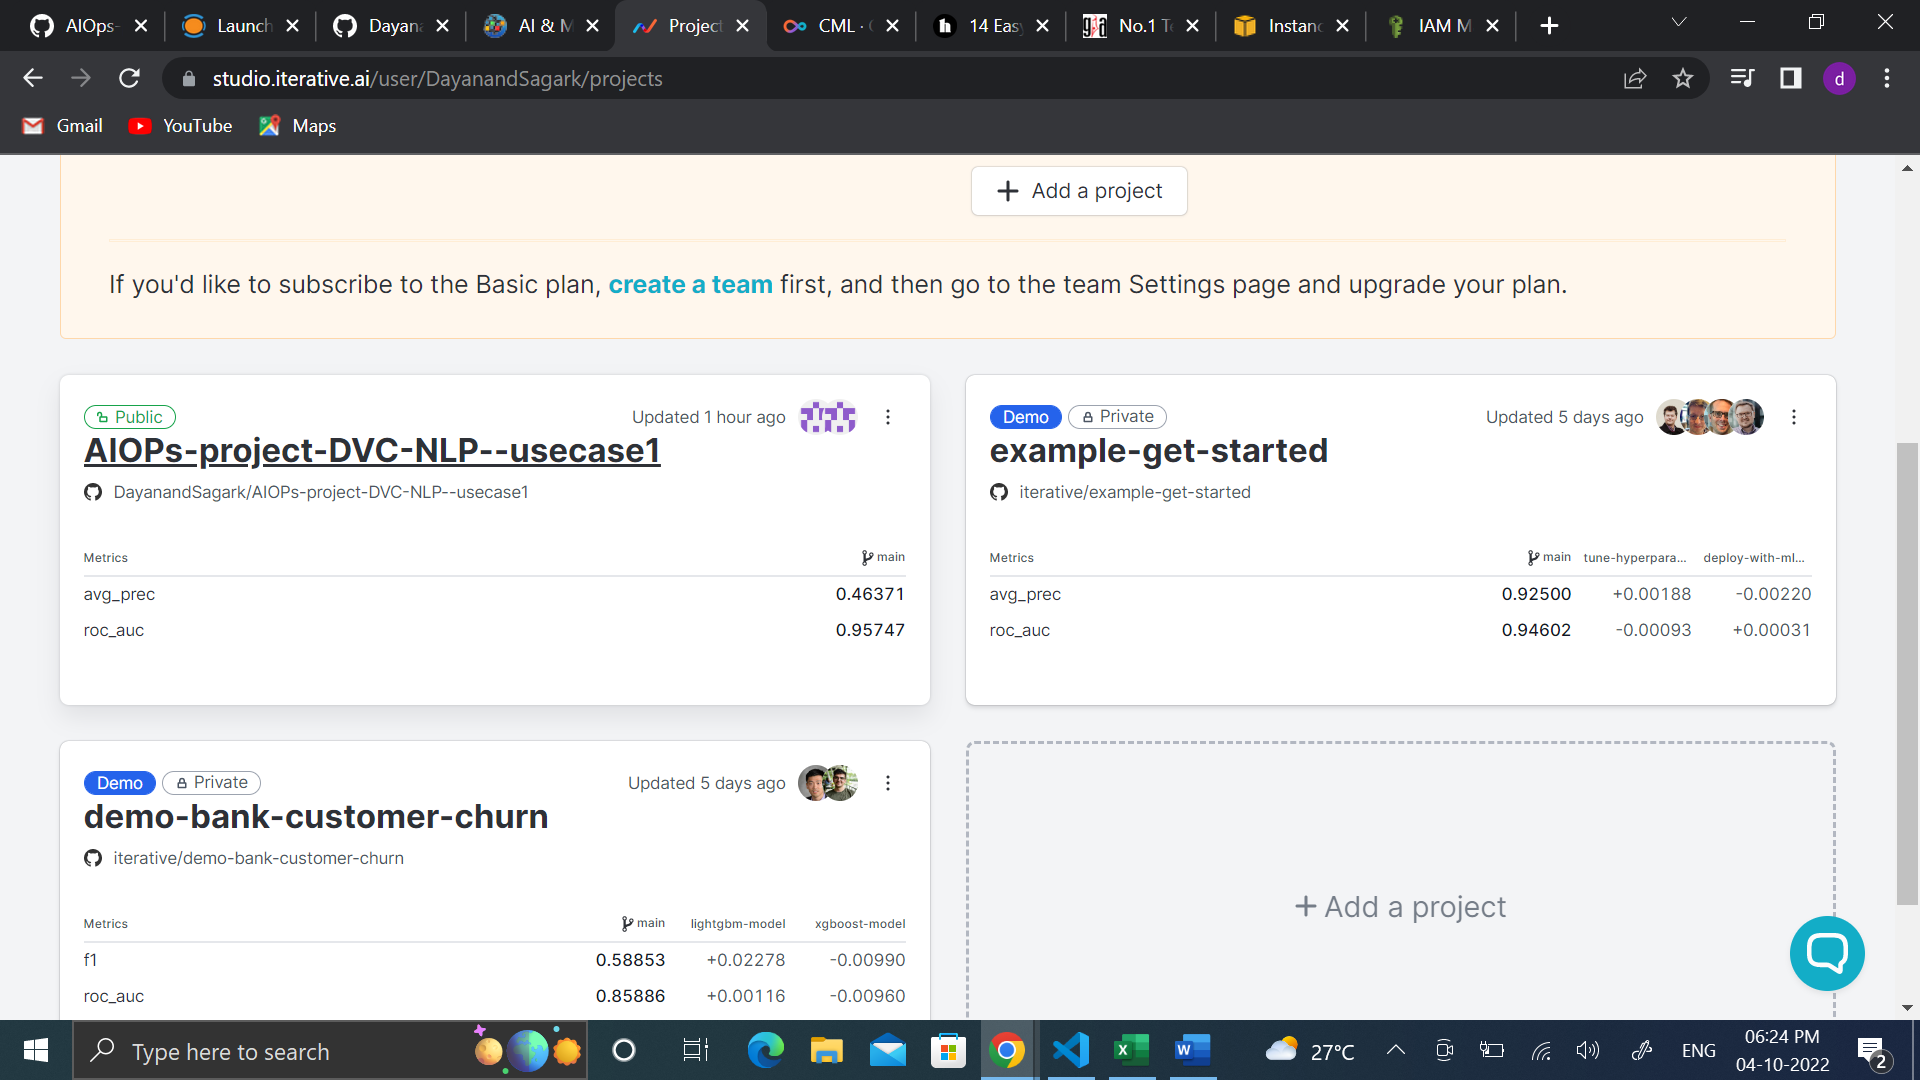 AIOps-
Launch
Dayana
AI & M
Project
CML · 
14 Easy
No.1 Te
Instanc
IAM M
studio.iterative.ai/user/DayanandSagark/projects
d
Gmail
YouTube
Maps
+ Add a project
If you'd like to subscribe to the Basic plan, create a team first, and then go to the team Settings page and upgrade your plan.
Public
Updated 1 hour ago
AIOPs-project-DVC-NLP--usecase1
DayanandSagark/AIOPs-project-DVC-NLP--usecase1
Metrics main
avg_prec 0.46371
roc_auc 0.95747
Demo Private
Updated 5 days ago
example-get-started
iterative/example-get-started
Metrics main tune-hyperpara... deploy-with-ml...
avg_prec 0.92500 +0.00188 -0.00220
roc_auc 0.94602 -0.00093 +0.00031
Demo Private
Updated 5 days ago
demo-bank-customer-churn
iterative/demo-bank-customer-churn
Metrics main lightgbm-model xgboost-model
f1 0.58853 +0.02278 -0.00990
roc_auc 0.85886 +0.00116 -0.00960
+ Add a project
Type here to search
27°C
ENG
06:24 PM
04-10-2022
2